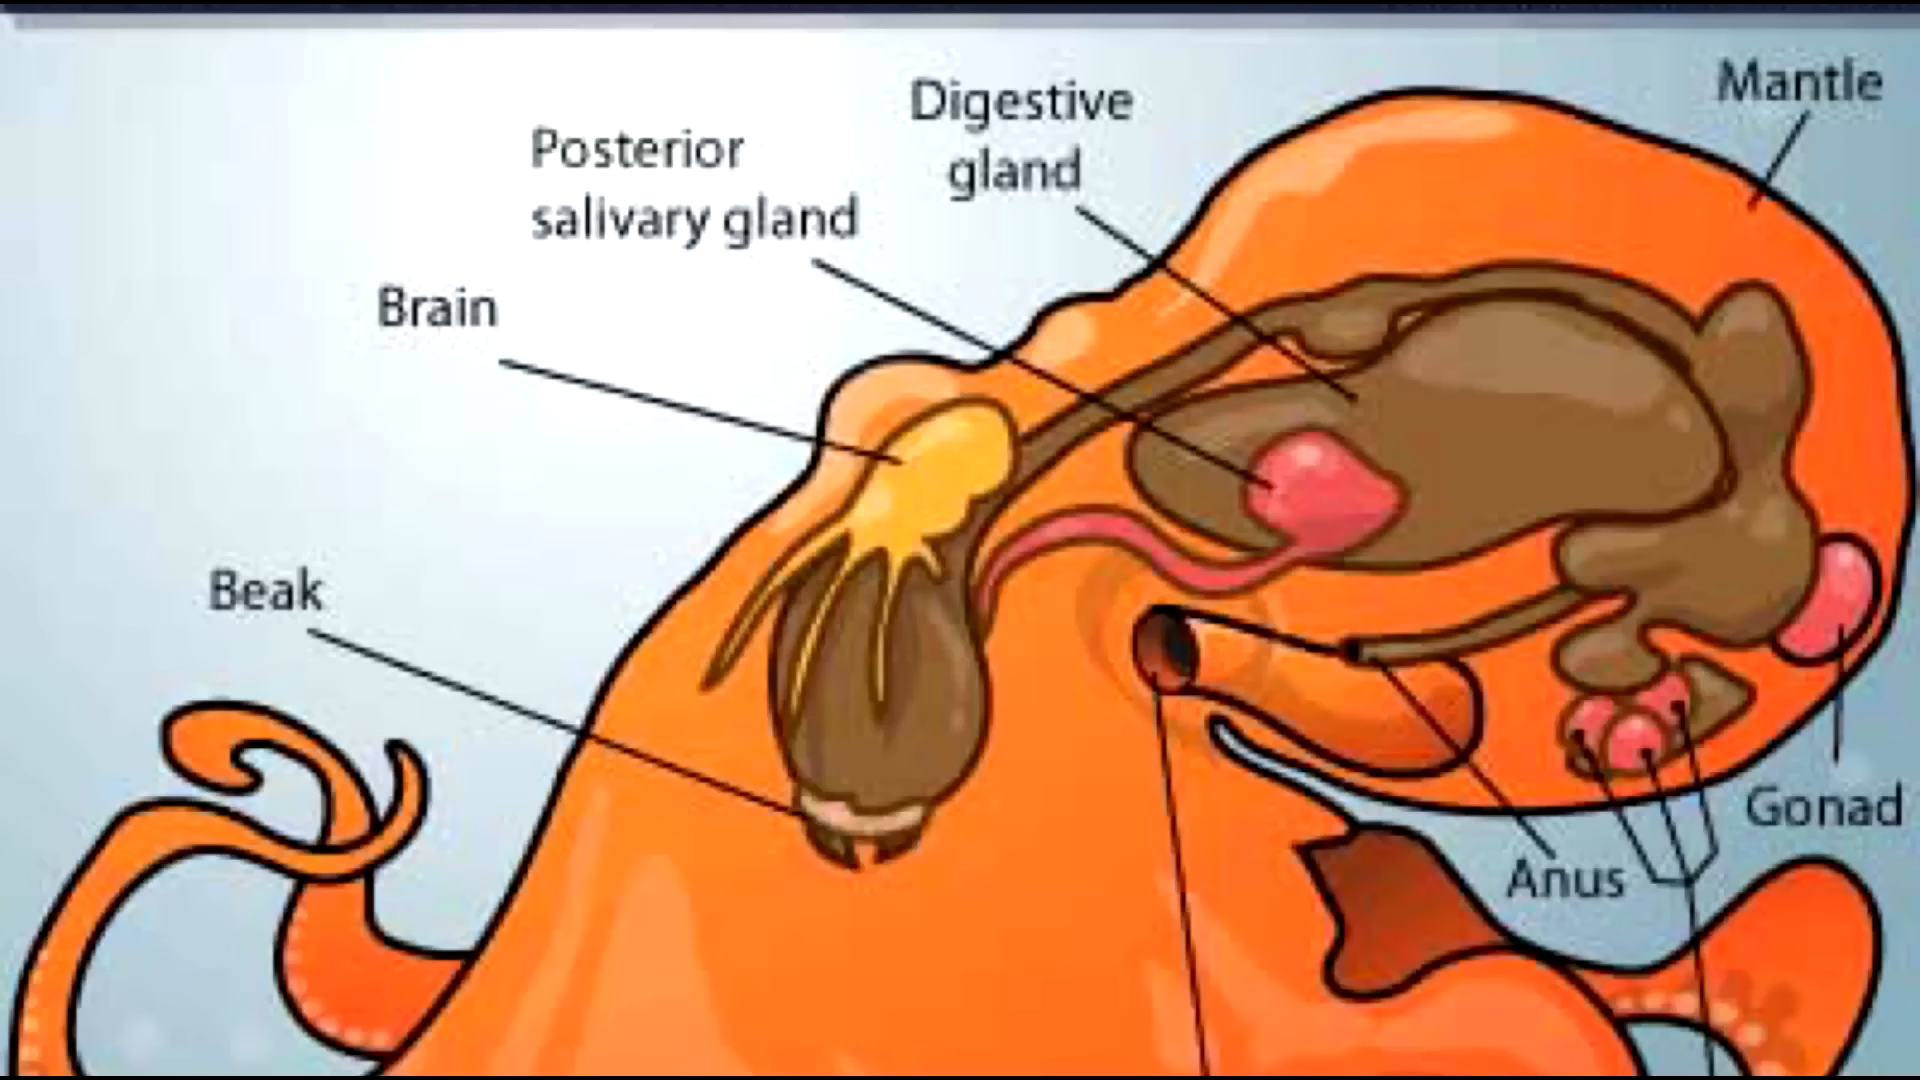 Mantle
Digestive
gland
Posterior
salivary gland
Brain
Beak
Gonad
Anus